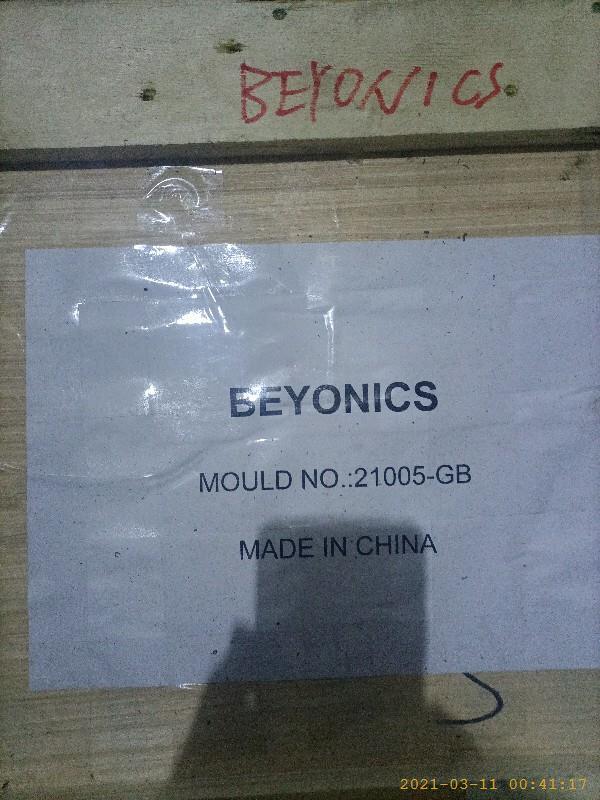 BEYONICS
BEYONICS
MOULD NO.:21005-GB
MADE IN CHINA
2021-03-11 00:41:17